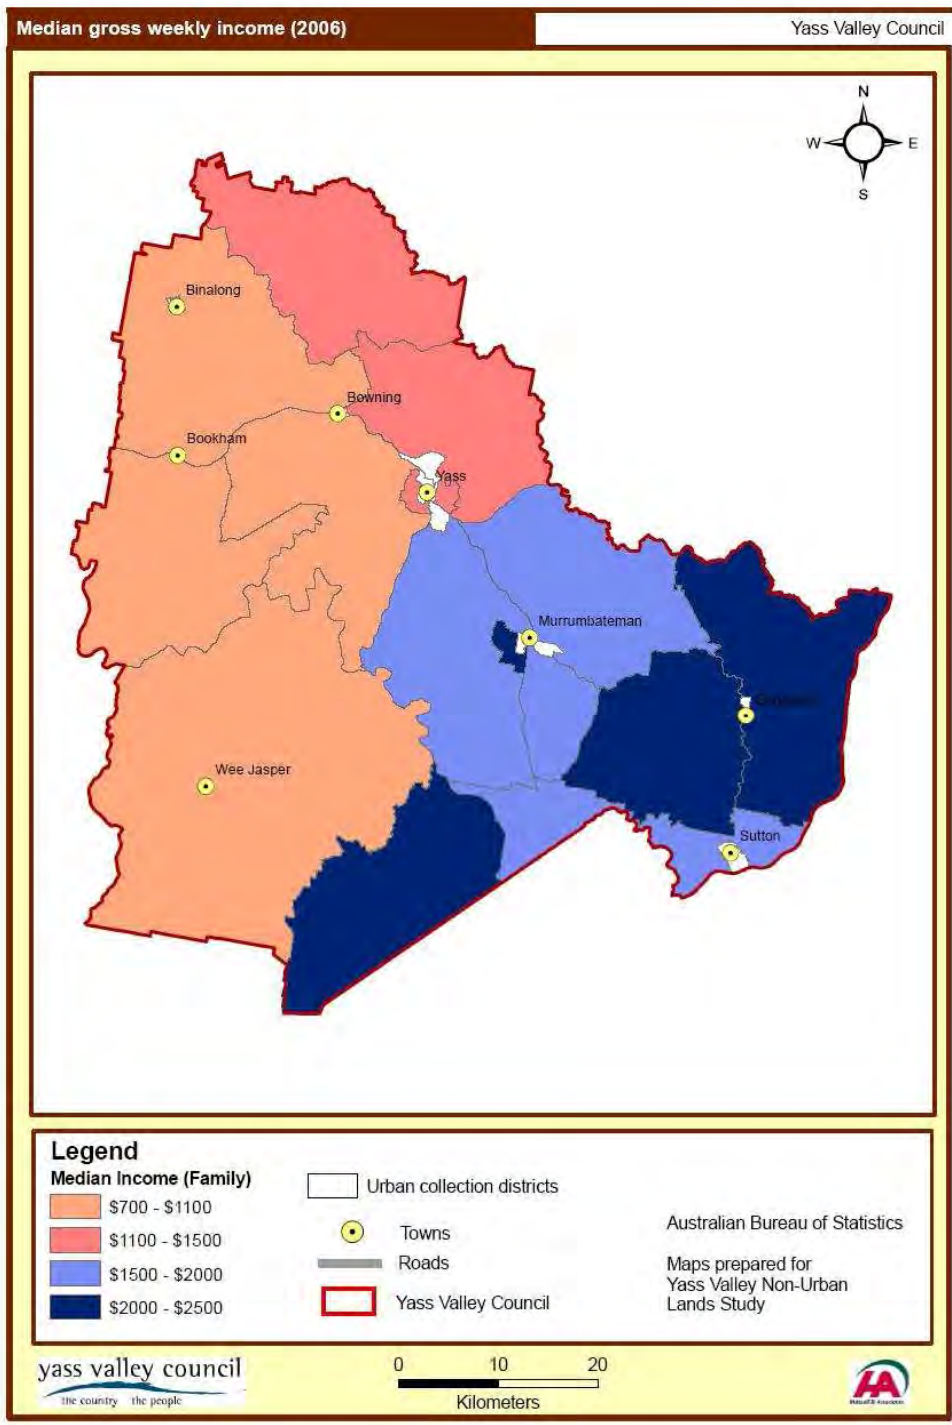 Median gross weekly income (2006)
Yass Valley Council
N
W
E
S
Binalong
Bowning
Bookham
Yass
Murrumbateman
Wee Jasper
Sutton
Legend
Median Income (Family)
$700 - $1100
$1100 - $1500
$1500 - $2000
$2000 - $2500
Urban collection districts
Towns
Roads
Yass Valley Council
Australian Bureau of Statistics
Maps prepared for
Yass Valley Non-Urban
Lands Study
yass valley council
the country the people
0 10 20
Kilometers
HA